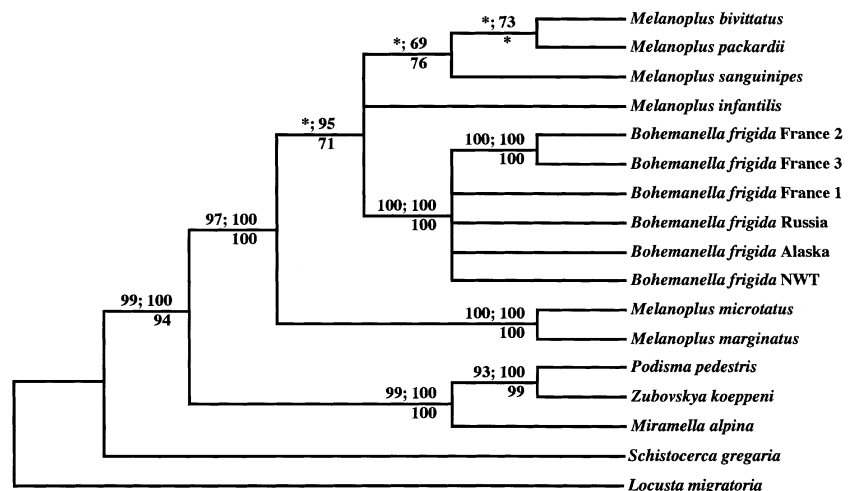 *; 73
*
Melanoplus bivittatus
Melanoplus packardii
*; 69
76
Melanoplus sanguinipes
Melanoplus infantilis
*; 95
71
100; 100
100
Bohemanella frigida France 2
Bohemanella frigida France 3
Bohemanella frigida France 1
100; 100
100
Bohemanella frigida Russia
97; 100
100
Bohemanella frigida Alaska
Bohemanella frigida NWT
99; 100
94
100; 100
100
Melanoplus microtatus
Melanoplus marginatus
93; 100
99
Podisma pedestris
Zubovskya koeppeni
99; 100
100
Miramella alpina
Schistocerca gregaria
Locusta migratoria